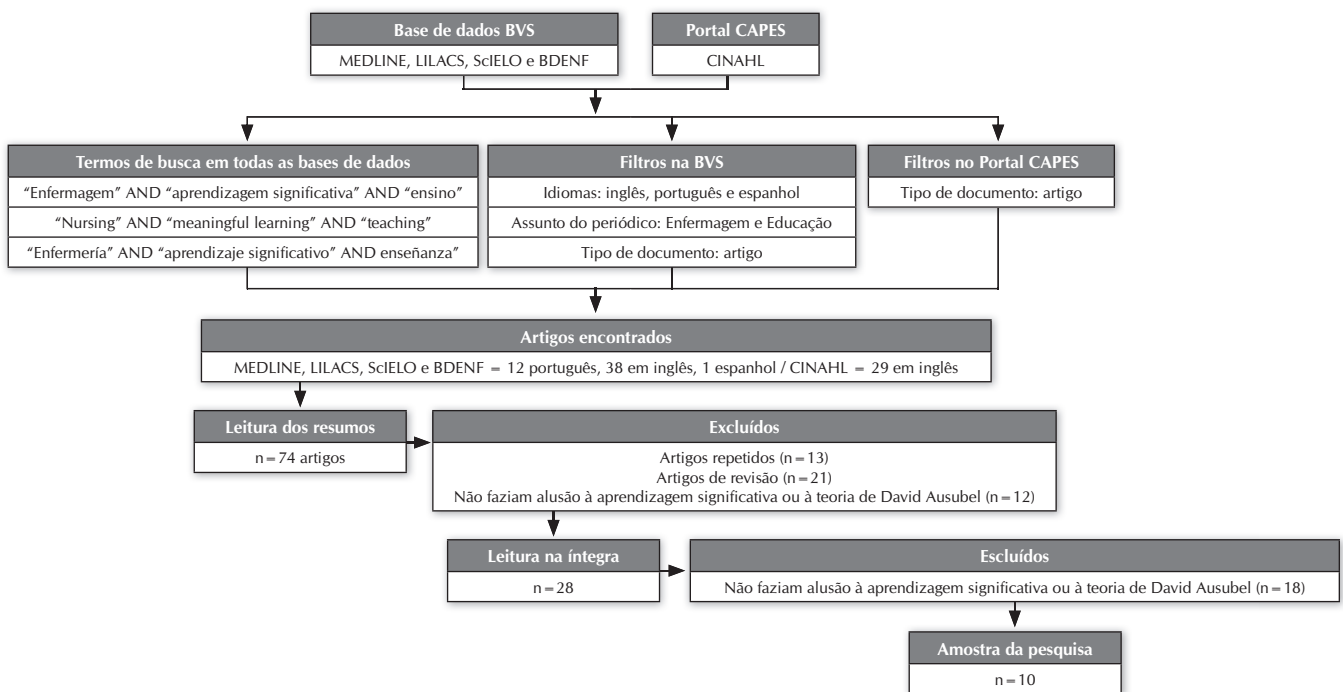 Base de dados BVS
MEDLINE, LILACS, ScIELO e BDENF
Portal CAPES
CINAHL
Termos de busca em todas as bases de dados
“Enfermagem” AND “aprendizagem significativa” AND “ensino”
“Nursing” AND “meaningful learning” AND “teaching”
“Enfermería” AND “aprendizaje significativo” AND enseñanza”
Filtros na BVS
Idiomas: inglês, português e espanhol
Assunto do periódico: Enfermagem e Educação
Tipo de documento: artigo
Filtros no Portal CAPES
Tipo de documento: artigo
Artigos encontrados
MEDLINE, LILACS, ScIELO e BDENF = 12 português, 38 em inglês, 1 espanhol / CINAHL = 29 em inglês
Leitura dos resumos
n = 74 artigos
Excluídos
Artigos repetidos (n = 13)
Artigos de revisão (n = 21)
Não faziam alusão à aprendizagem significativa ou à teoria de David Ausubel (n = 12)
Leitura na íntegra
n = 28
Escluídos
Não faziam alusão à aprendizagem significativa ou à teoria de David Ausubel (n = 18)
Amostra da pesquisa
n = 10